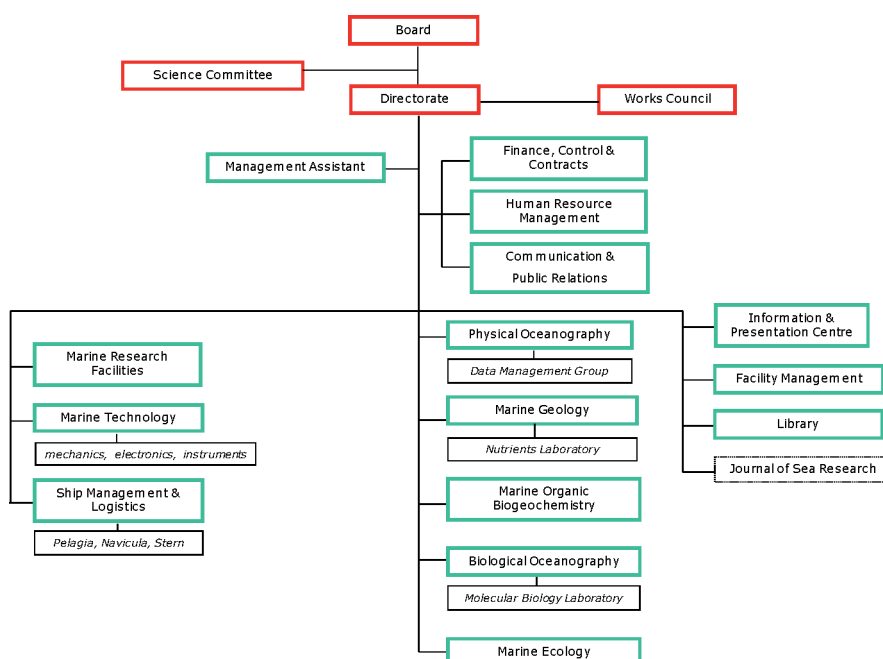 Board
Science Committee
Directorate
Works Council
Finance, Control &
Contracts
Management Assistant
Human Resource
Management
Communication &
Public Relations
Information &
Presentation Centre
Physical Oceanography
Data Management Group
Marine Research
Facilities
Facility Management
Marine Technology
mechanics, electronics, instruments
Marine Geology
Nutrients Laboratory
Library
Journal of Sea Research
Ship Management &
Logistics
Pelagia, Navicula, Stern
Marine Organic
Biogeochemistry
Biological Oceanography
Molecular Biology Laboratory
Marine Ecology